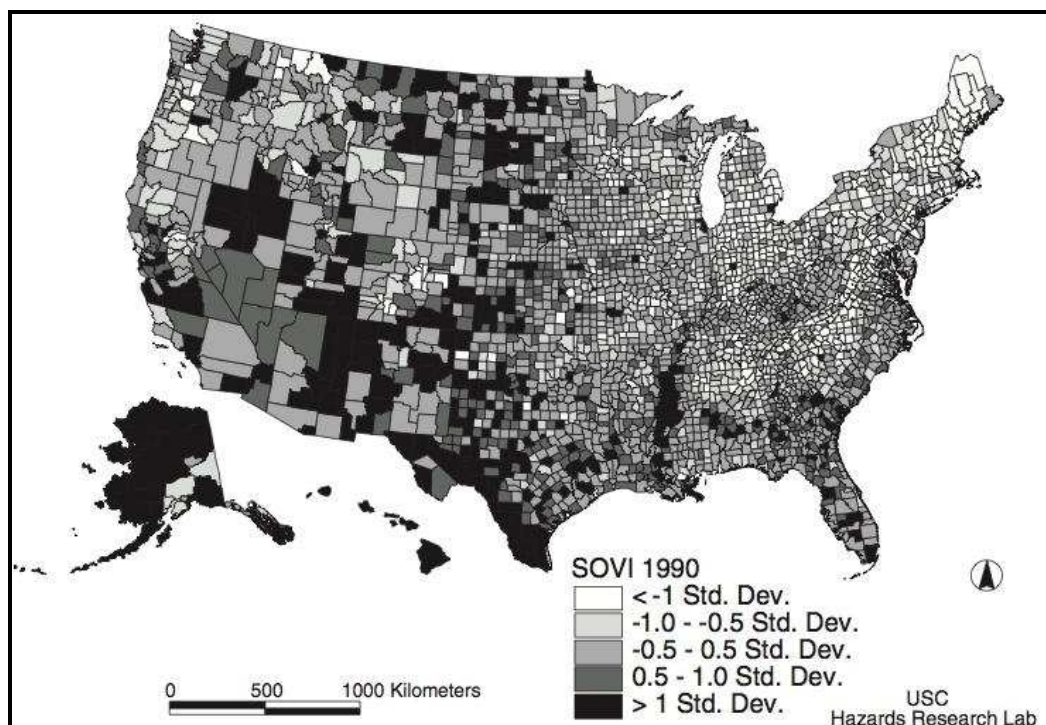 SOVI 1990
< -1 Std. Dev.
-1.0 - -0.5 Std. Dev.
-0.5 - 0.5 Std. Dev.
0.5 - 1.0 Std. Dev.
> 1 Std. Dev.
0 500 1000 Kilometers
USC
Hazards Research Lab